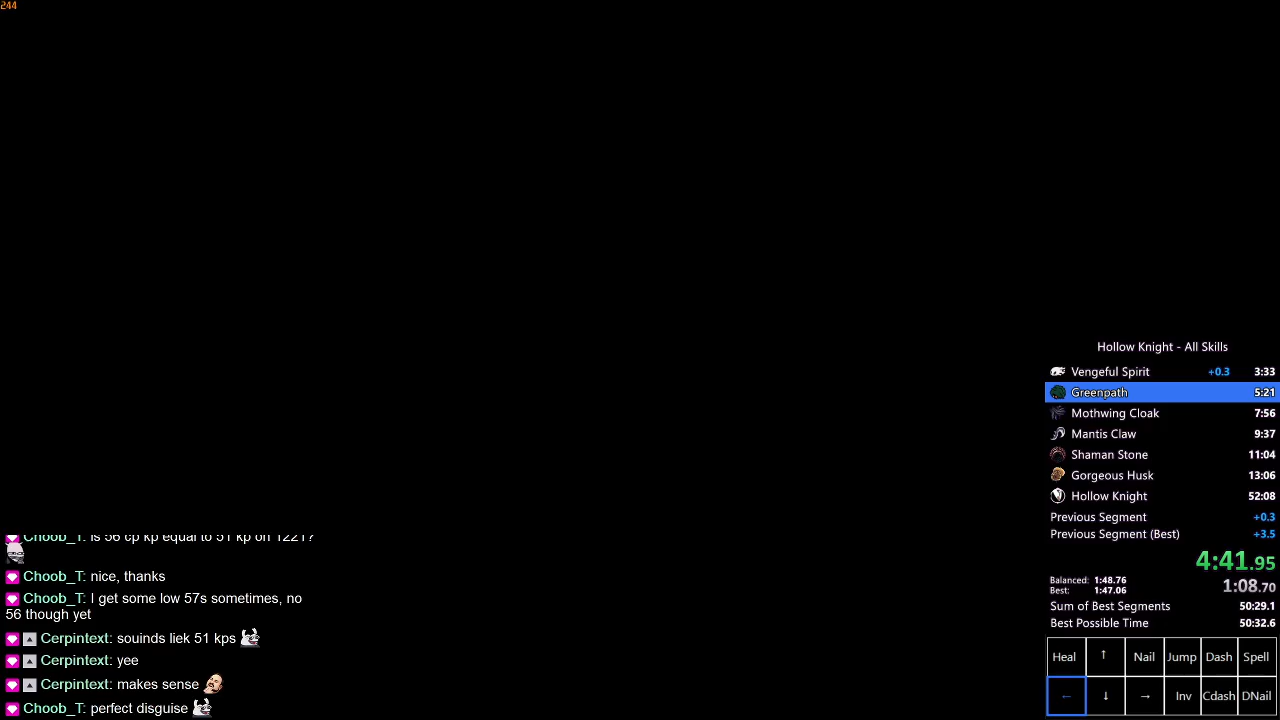 244
Hollow Knight - All Skills
Vengeful Spirit +0.3 3:33
Greenpath 5:21
Mothwing Cloak 7:56
Mantis Claw 9:37
Shaman Stone 11:04
Gorgeous Husk 13:06
Hollow Knight 52:08
Previous Segment +0.3
Previous Segment (Best) +3.5
4:41.95
Balanced: 1:48.76
Best: 1:47.06
1:08.70
Sum of Best Segments 50:29.1
Best Possible Time 50:32.6
Heal ↑ Nail Jump Dash Spell
← ↓ → Inv Cdash DNail
Choob_T: is 56 cp kp equal to 51 kp on 1221?
Choob_T: nice, thanks
Choob_T: I get some low 57s sometimes, no
56 though yet
Cerpintext: souinds liek 51 kps
Cerpintext: yee
Cerpintext: makes sense
Choob_T: perfect disguise